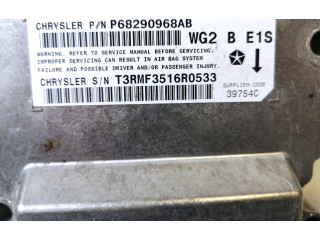 CHRYSLER P/N P68290968AB
WG2 B E1S
WARNING. REFER TO SERVICE MANUAL BEFORE SERVICING.
IMPROPER SERVICING CAN RESULT IN AIR BAG SYSTEM
FAILURE AND POSSIBLE DRIVER AND/OR PASSENGER INJURY.
CHRYSLER S/N T3RMF3516R0533
SUPPLIER CODE
39754C